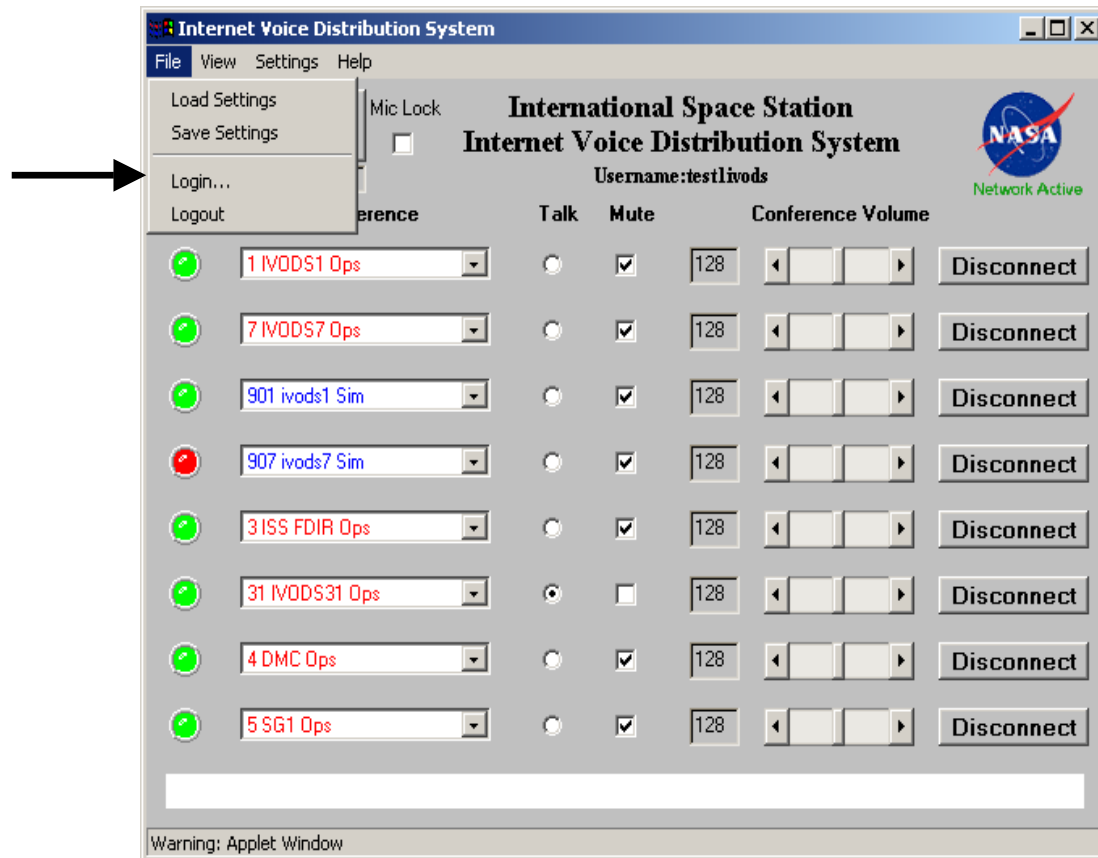 Internet Voice Distribution System
File View Settings Help
Load Settings
Save Settings
Login...
Logout
Mic Lock
International Space Station
Internet Voice Distribution System
Username:test1ivods
NASA
Network Active
erence Talk Mute Conference Volume
1 IVODS1 Ops 128 Disconnect
7 IVODS7 Ops 128 Disconnect
901 ivods1 Sim 128 Disconnect
907 ivods7 Sim 128 Disconnect
3 ISS FDIR Ops 128 Disconnect
31 IVODS31 Ops 128 Disconnect
4 DMC Ops 128 Disconnect
5 SG1 Ops 128 Disconnect
Warning: Applet Window